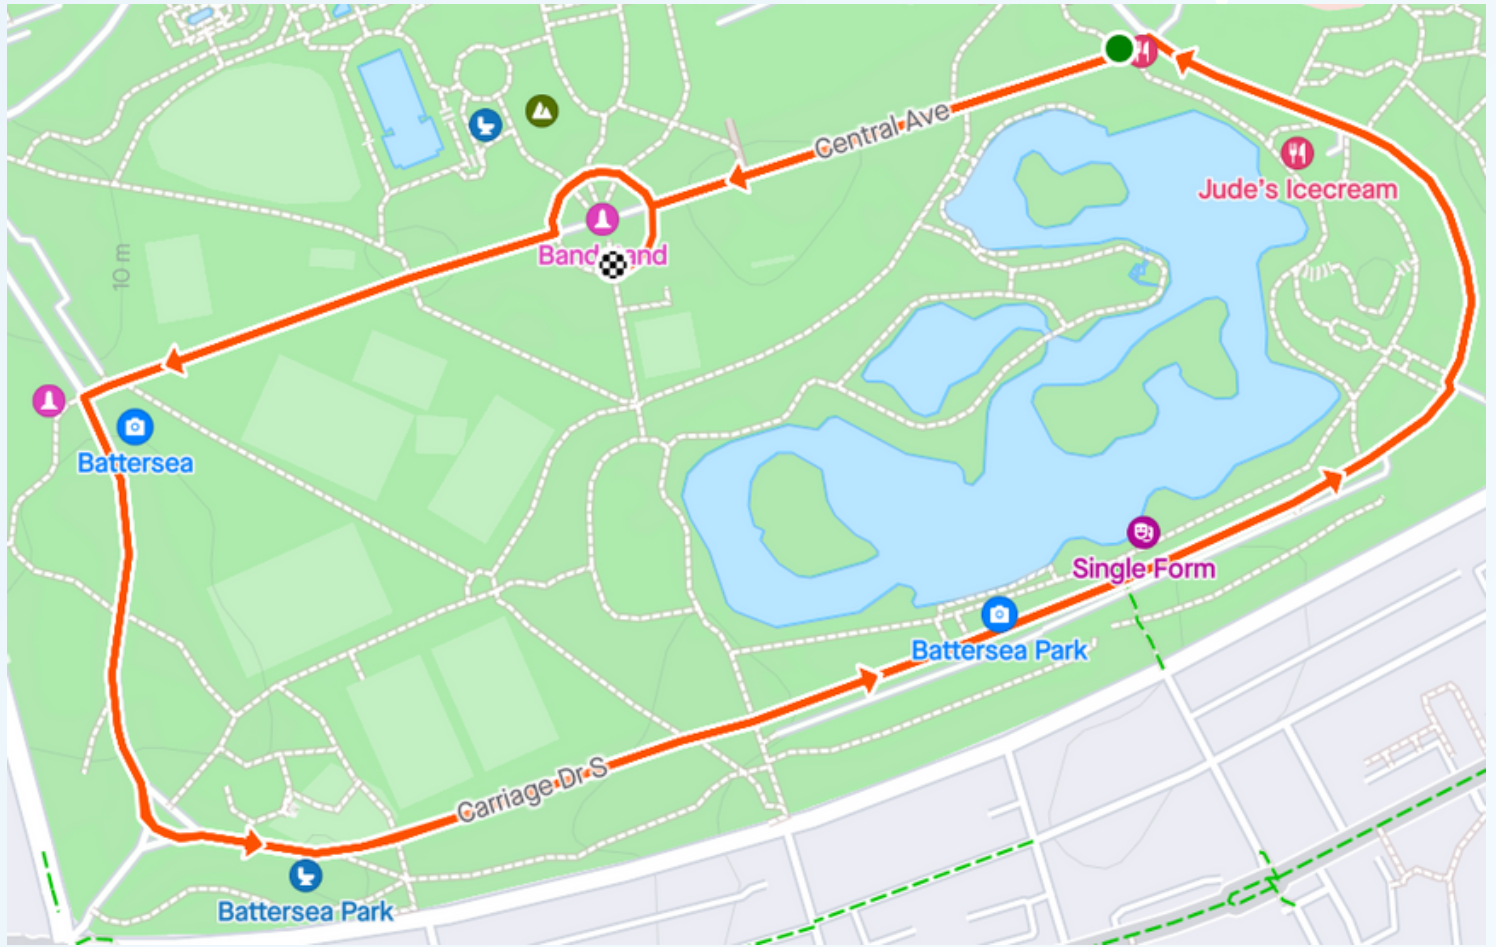 Central Ave
Jude's Icecream
10 m
Battersea
Single Form
Battersea Park
Carriage Dr S
Battersea Park